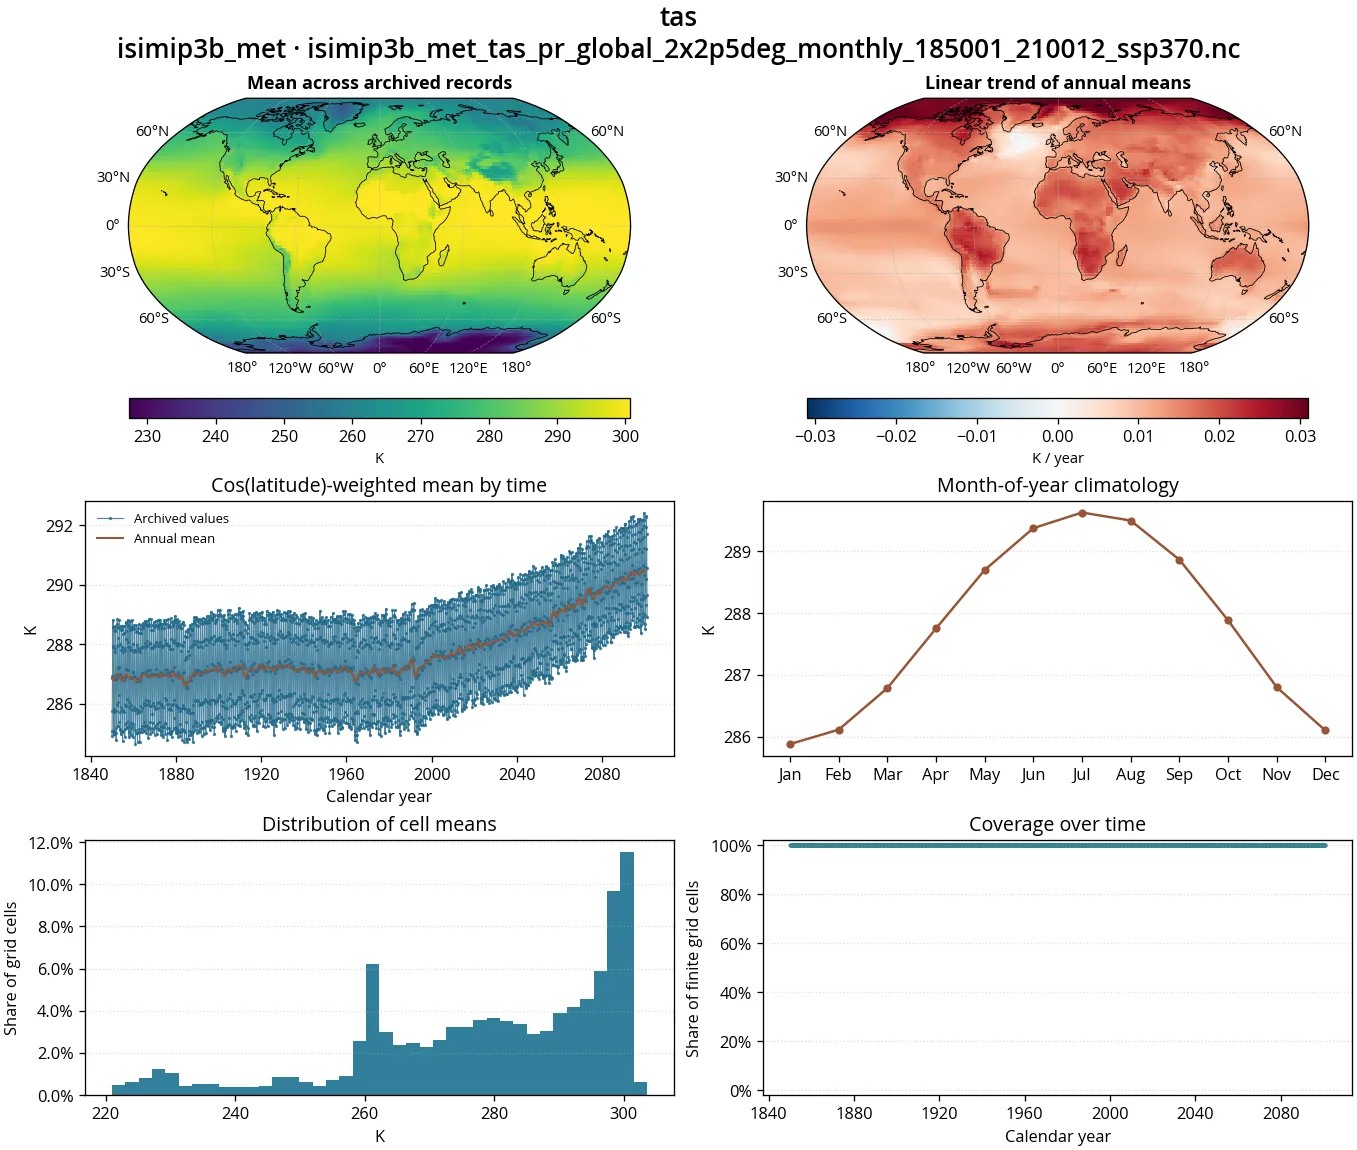 tas
isimip3b_met · isimip3b_met_tas_pr_global_2x2p5deg_monthly_185001_210012_ssp370.nc
Mean across archived records
60°N
60°N
30°N
0°
30°S
60°S
60°S
180° 120°W 60°W 0° 60°E 120°E 180°
230 240 250 260 270 280 290 300
K
Linear trend of annual means
60°N
60°N
30°N
0°
30°S
60°S
60°S
180° 120°W 60°W 0° 60°E 120°E 180°
−0.03 −0.02 −0.01 0.00 0.01 0.02 0.03
K / year
Cos(latitude)-weighted mean by time
Archived values
Annual mean
292
290
288
286
K
1840 1880 1920 1960 2000 2040 2080
Calendar year
Month-of-year climatology
289
288
287
286
K
Jan Feb Mar Apr May Jun Jul Aug Sep Oct Nov Dec
Distribution of cell means
12.0%
10.0%
8.0%
6.0%
4.0%
2.0%
0.0%
Share of grid cells
220 240 260 280 300
K
Coverage over time
100%
80%
60%
40%
20%
0%
Share of finite grid cells
1840 1880 1920 1960 2000 2040 2080
Calendar year